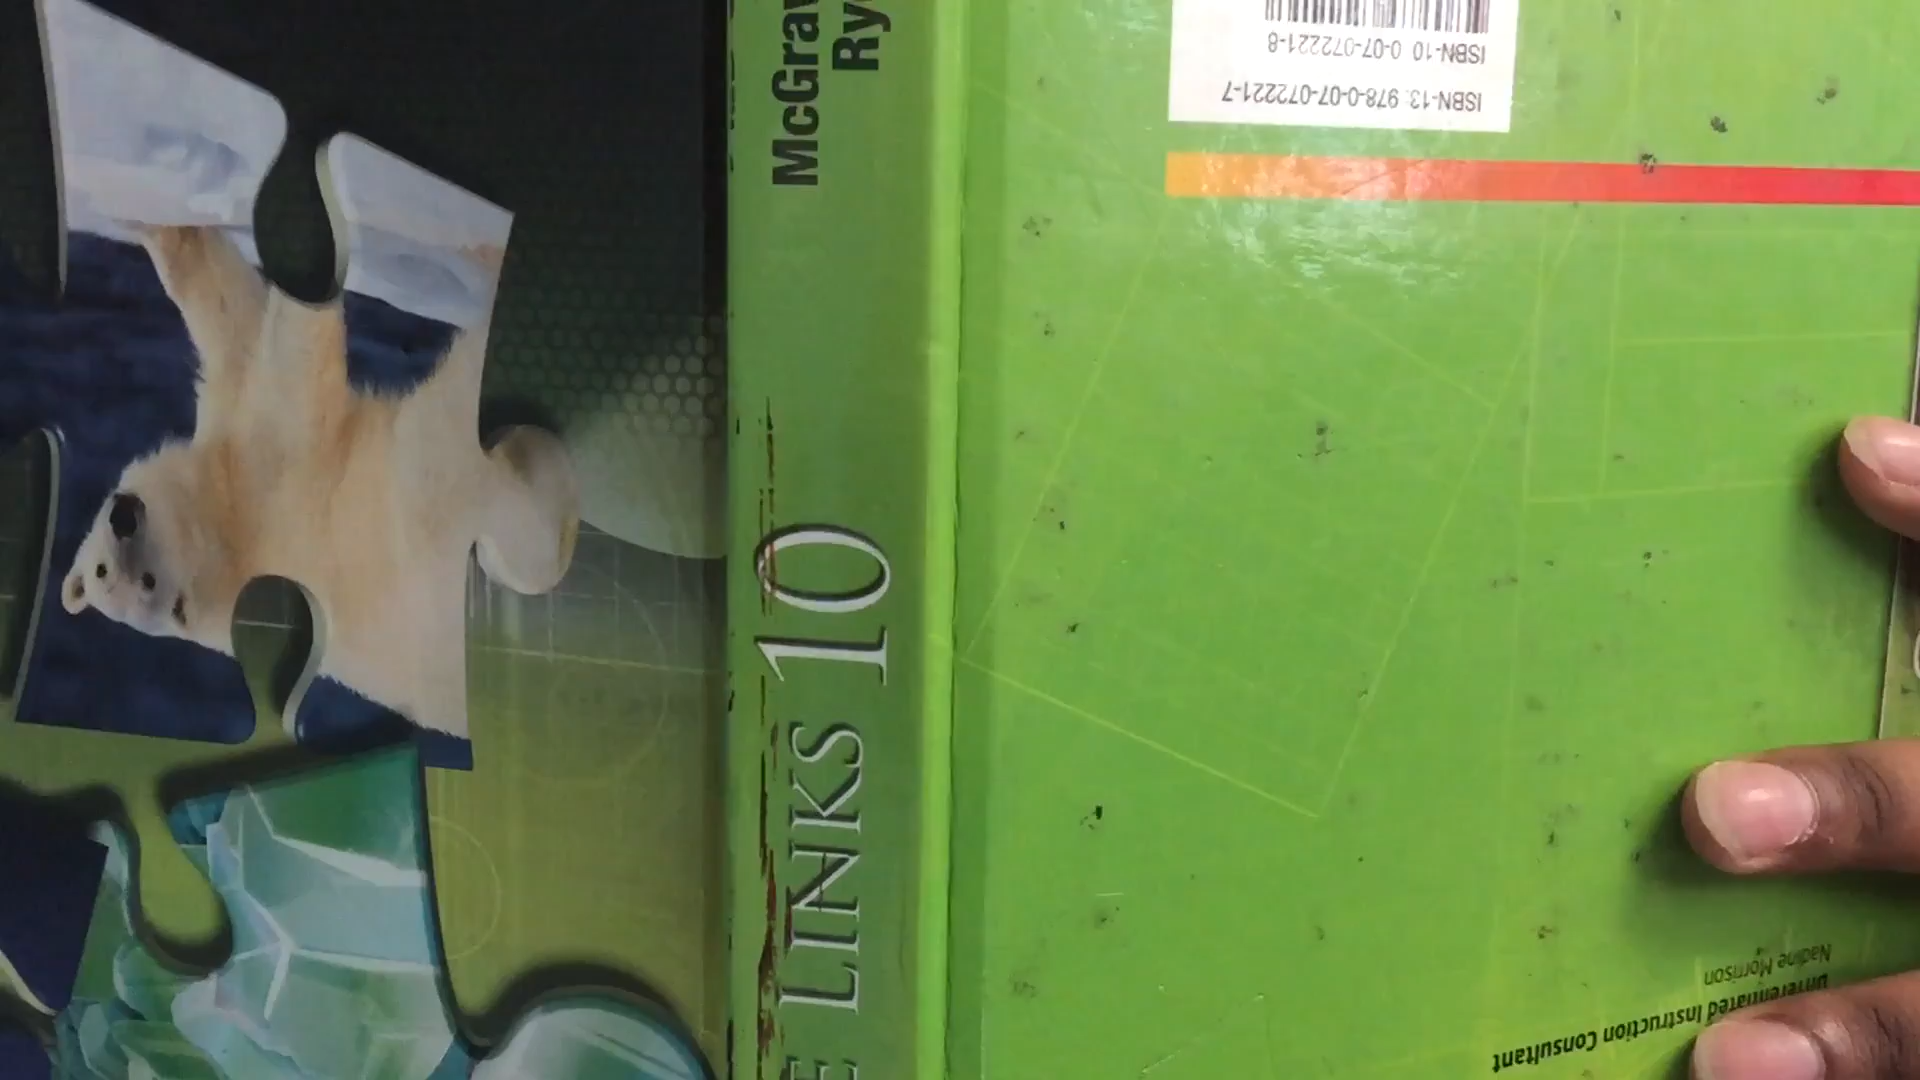 McGraw
Ry
E LINKS 10
ISBN-13: 978-0-07-072221-7
ISBN-10: 0-07-072221-8
Instruction Consultant
Nadine Morrison